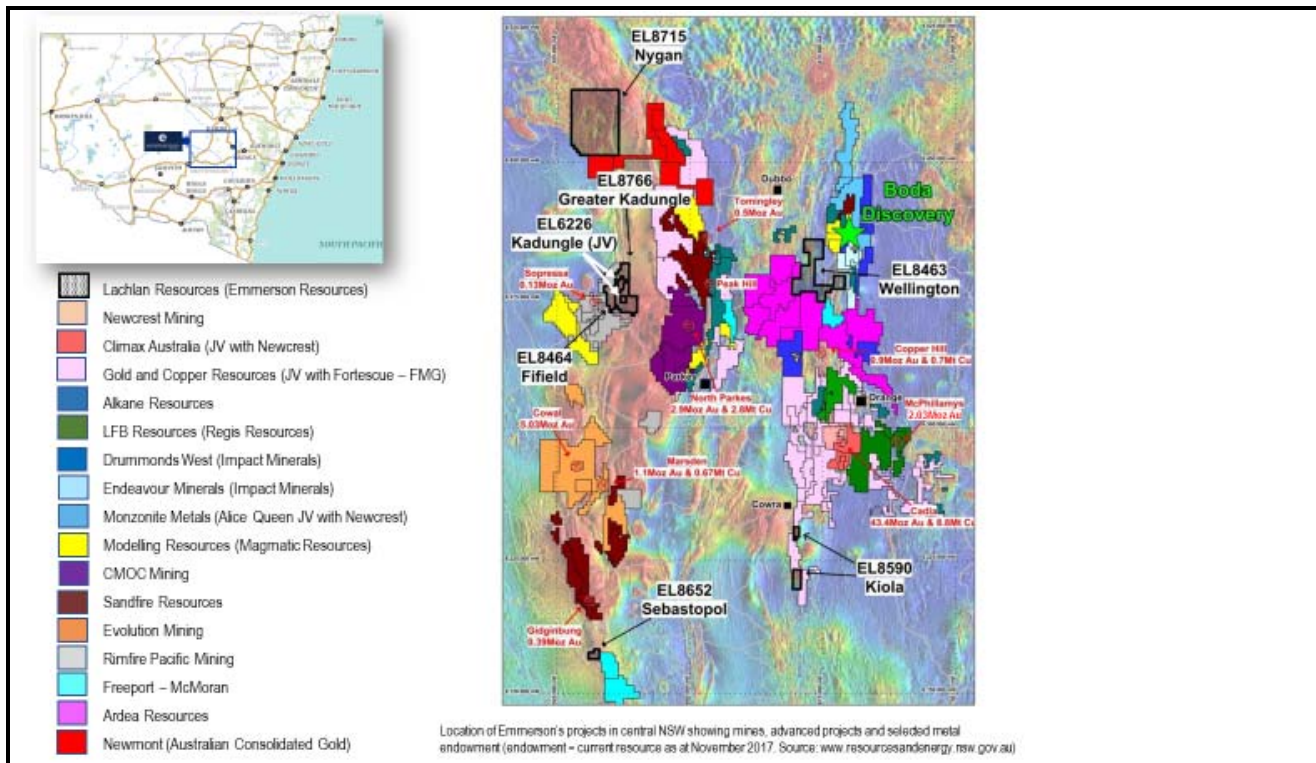 Lachlan Resources (Emmerson Resources)
Newcrest Mining
Climax Australia (JV with Newcrest)
Gold and Copper Resources (JV with Fortescue – FMG)
Alkane Resources
LFB Resources (Regis Resources)
Drummonds West (Impact Minerals)
Endeavour Minerals (Impact Minerals)
Monzonite Metals (Alice Queen JV with Newcrest)
Modelling Resources (Magmatic Resources)
CMOC Mining
Sandfire Resources
Evolution Mining
Rimfire Pacific Mining
Freeport – McMoran
Ardea Resources
Newmont (Australian Consolidated Gold)
EL8715
Nygan
EL8766
Greater Kadungle
EL6226
Kadungle (JV)
Dubbo
Tomingley
0.5Moz Au
Boda
Discovery
Sopressa
0.13Moz Au
Peak Hill
EL8463
Wellington
EL8464
Fifield
Parkes
North Parkes
2.9Moz Au & 2.8Mt Cu
Copper Hill
0.9Moz Au & 0.7Mt Cu
Orange
McPhillamys
2.03Moz Au
Cowal
5.03Moz Au
Marsden
1.1Moz Au & 0.67Mt Cu
Cowra
Cadia
43.4Moz Au & 8.8Mt Cu
EL8590
Kiola
EL8652
Sebastopol
Gidginbung
0.39Moz Au
Location of Emmerson's projects in central NSW showing mines, advanced projects and selected metal
endowment (endowment – current resource as at November 2017. Source: www.resourcesandenergy.nsw.gov.au)